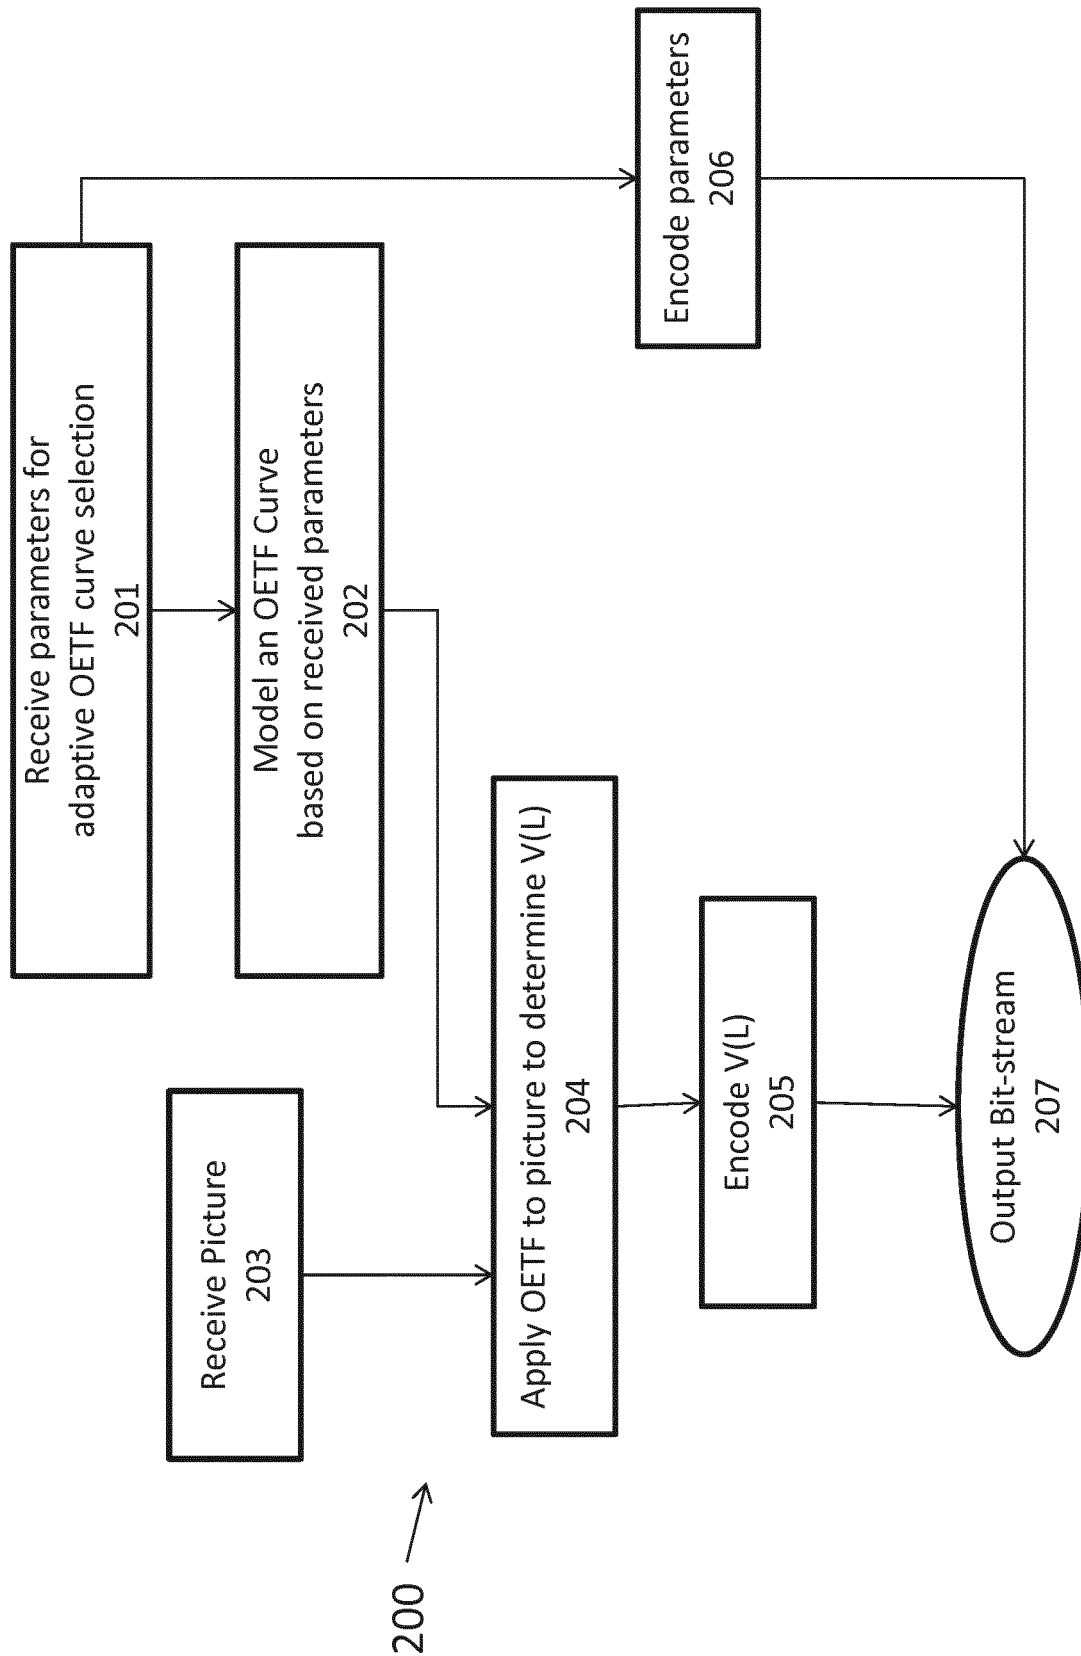 Receive parameters for
adaptive OETF curve selection
201
Model an OETF Curve
based on received parameters
202
Receive Picture
203
Apply OETF to picture to determine V(L)
204
Encode V(L)
205
Encode parameters
206
Output Bit-stream
207
200